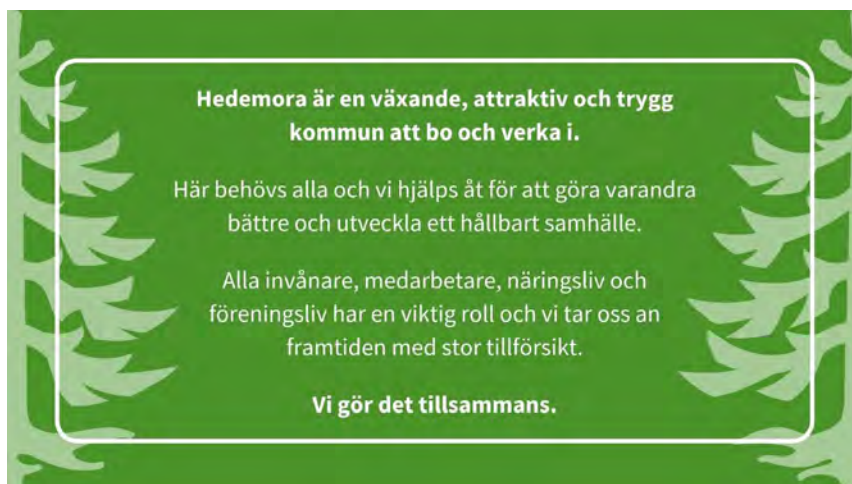 Hedemora är en växande, attraktiv och trygg
kommun att bo och verka i.
Här behövs alla och vi hjälps åt för att göra varandra
bättre och utveckla ett hållbart samhälle.
Alla invånare, medarbetare, näringsliv och
föreningsliv har en viktig roll och vi tar oss an
framtiden med stor tillförsikt.
Vi gör det tillsammans.